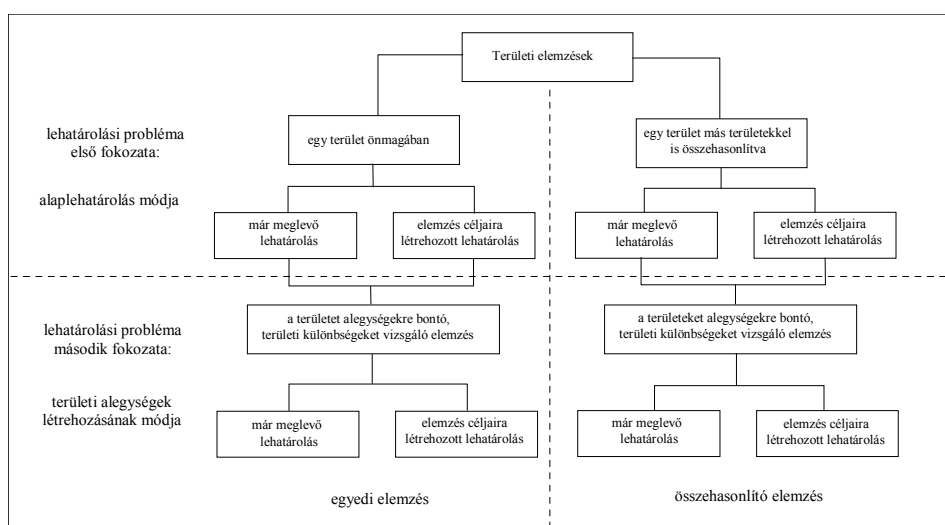 Területi elemzések
lehatárolási probléma
első fokozata:
egy terület önmagában
egy terület más területekkel
is összehasonlítva
alaplehatárolás módja
már meglevő
lehatárolás
elemzés céljaira
létrehozott lehatárolás
már meglevő
lehatárolás
elemzés céljaira
létrehozott lehatárolás
lehatárolási probléma
második fokozata:
a területet alegységekre bontó,
területi különbségeket vizsgáló elemzés
a területeket alegységekre bontó,
területi különbségeket vizsgáló elemzés
területi alegységek
létrehozásának módja
már meglevő
lehatárolás
elemzés céljaira
létrehozott lehatárolás
már meglevő
lehatárolás
elemzés céljaira
létrehozott lehatárolás
egyedi elemzés
összehasonlító elemzés